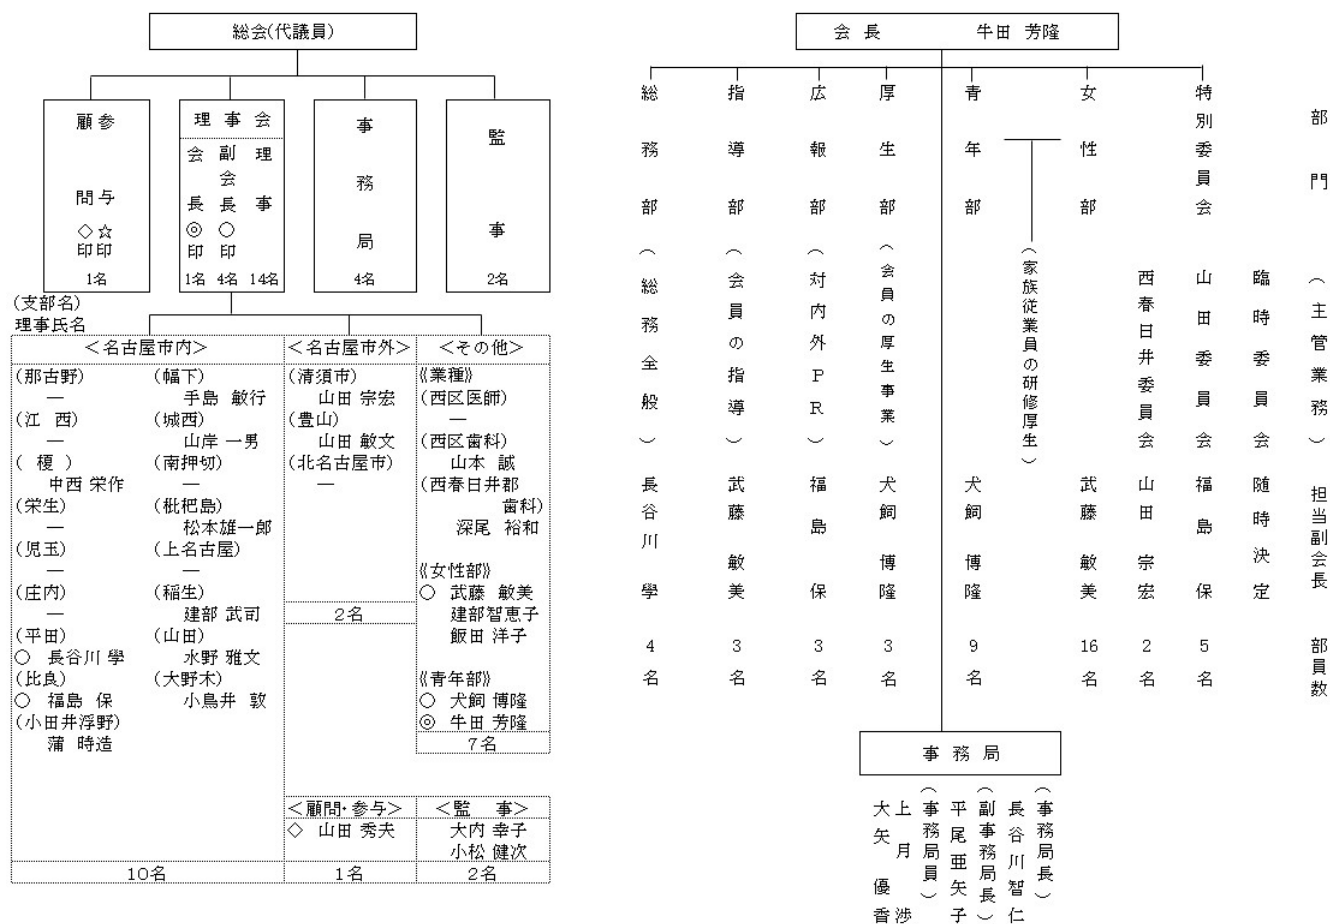 総会(代議員)
顧問 ◇印
参与 ☆印
1名
理事会
会長 ◎印 1名
副会長 ○印 4名
理事 14名
事務局
4名
監事
2名
(支部名)
理事氏名
<名古屋市内>
(那古野)
―
(江 西)
―
( 榎 )
中西 栄作
(栄生)
―
(児玉)
―
(庄内)
―
(平田)
○ 長谷川 學
(比良)
○ 福島 保
(小田井浮野)
蒲 時造
(幅下)
手島 敏行
(城西)
山岸 一男
(南押切)
―
(枇杷島)
松本雄一郎
(上名古屋)
―
(稲生)
建部 武司
(山田)
水野 雅文
(大野木)
小鳥井 敦
10名
<名古屋市外>
(清須市)
山田 宗宏
(豊山)
山田 敏文
(北名古屋市)
―
2名
<その他>
《業種》
(西区医師)
―
(西区歯科)
山本 誠
(西春日井郡
歯科)
深尾 裕和
《女性部》
○ 武藤 敏美
建部智恵子
飯田 洋子
《青年部》
○ 犬飼 博隆
◎ 牛田 芳隆
7名
<顧問・参与>
◇ 山田 秀夫
1名
<監 事>
大内 幸子
小松 健次
2名
会 長 牛田 芳隆
部門
(主管業務)
担当副会長
部員数
総務部
(総務全般)
長谷川 學
4名
指導部
(会員の指導)
武藤 敏美
3名
広報部
(対内外PR)
福島 保
3名
厚生部
(会員の厚生事業)
犬飼 博隆
3名
青年部
犬飼 博隆
9名
(家族従業員の研修厚生)
女性部
武藤 敏美
16名
特別委員会
西春日井委員会
山田 宗宏
2名
山田委員会
福島 保
5名
臨時委員会
随時決定
事 務 局
(事務局長)
長谷川智仁
(副事務局長)
平尾亜矢子
(事務局員)
上月 渉
大矢 優香